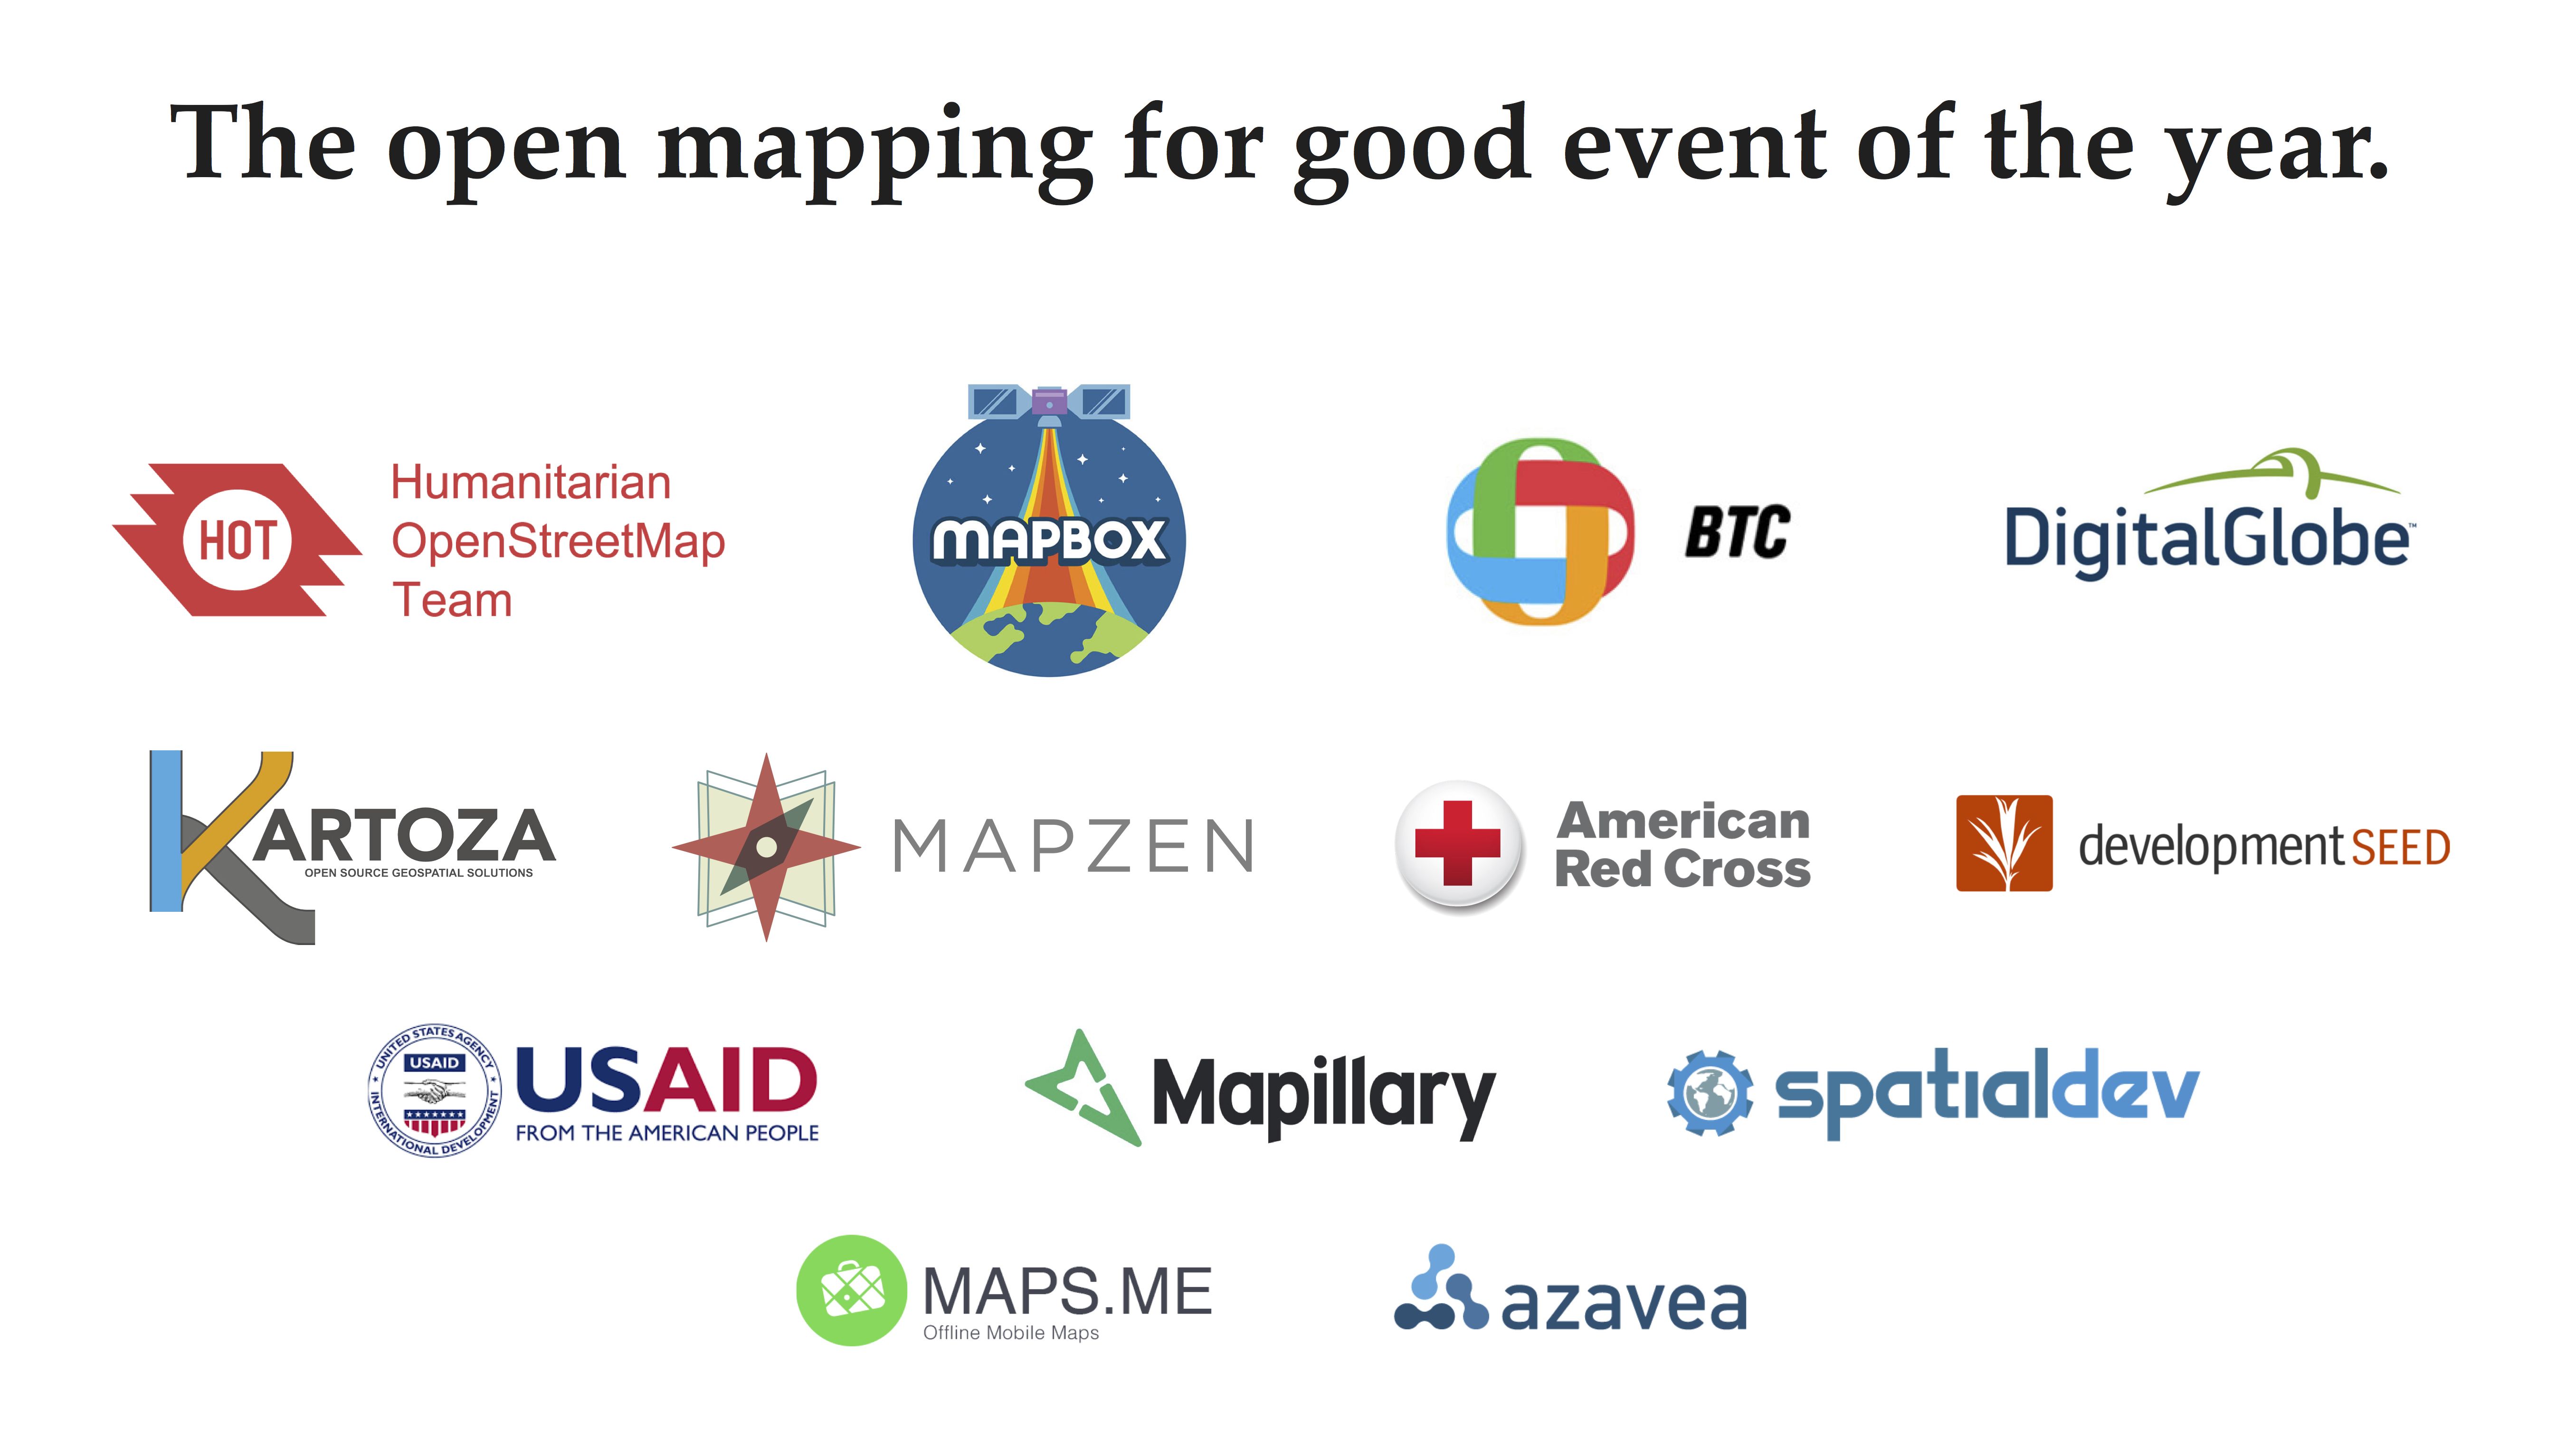 The open mapping for good event of the year.
HOT
Humanitarian
OpenStreetMap
Team
MAPBOX
BTC
DigitalGlobe™
KARTOZA
OPEN SOURCE GEOSPATIAL SOLUTIONS
MAPZEN
American
Red Cross
developmentSEED
UNITED STATES AGENCY
USAID
INTERNATIONAL DEVELOPMENT
USAID
FROM THE AMERICAN PEOPLE
Mapillary
spatialdev
MAPS.ME
Offline Mobile Maps
azavea